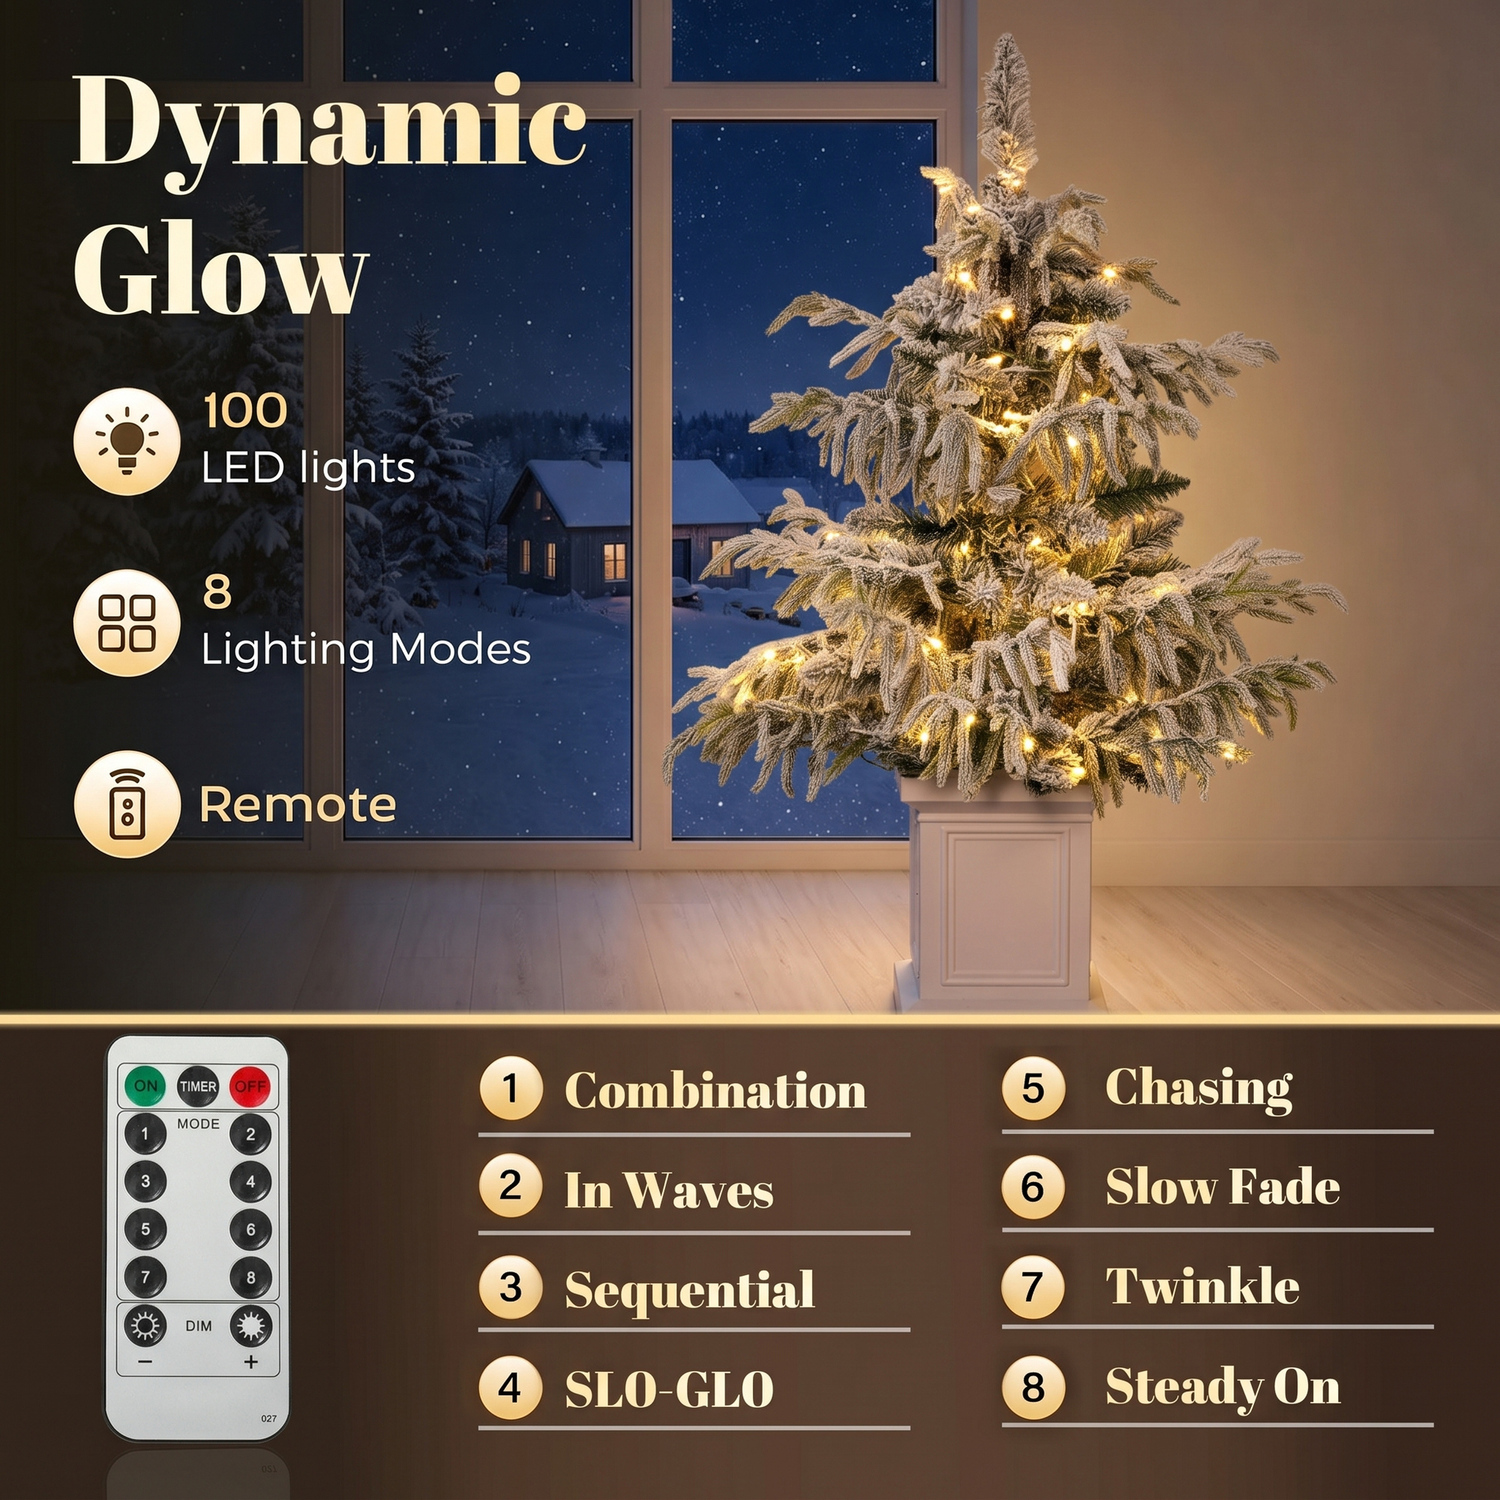 Dynamic
Glow
100
LED lights
8
Lighting Modes
Remote
ON TIMER OFF
MODE
1 2
3 4
5 6
7 8
DIM
− +
027
1 Combination
2 In Waves
3 Sequential
4 SLO-GLO
5 Chasing
6 Slow Fade
7 Twinkle
8 Steady On